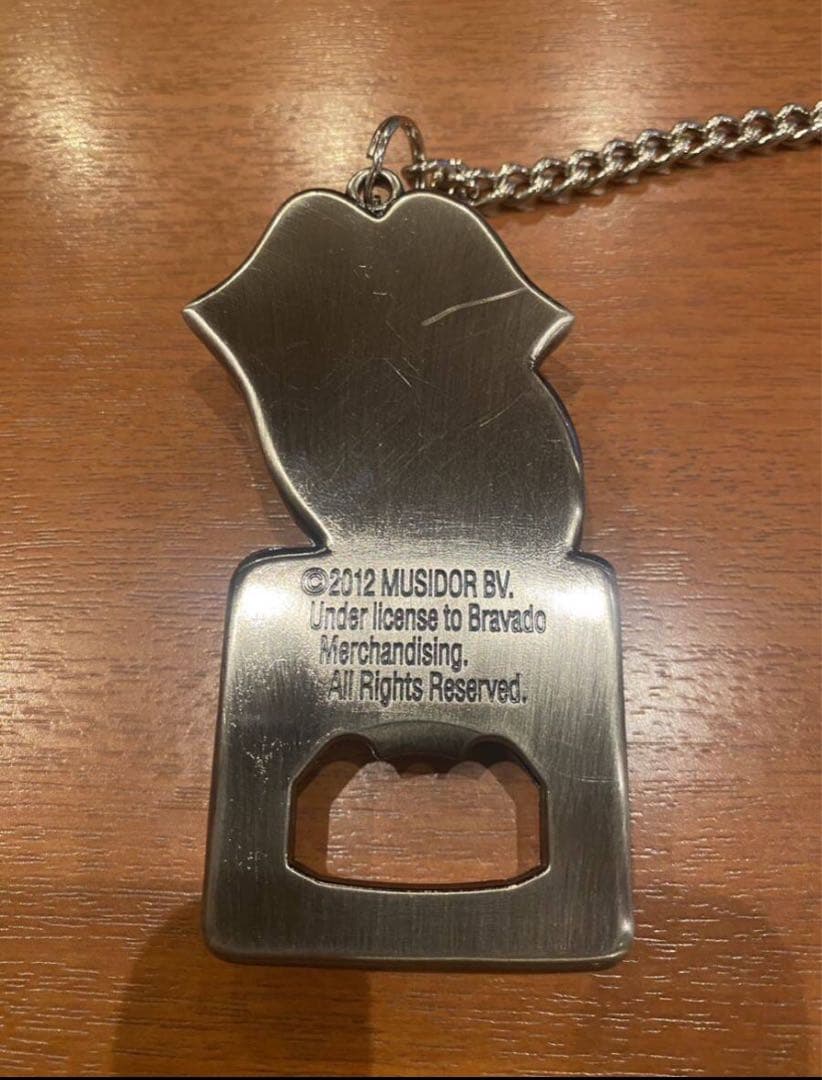 ©2012 MUSIDOR BV.
Under license to Bravado
Merchandising.
All Rights Reserved.